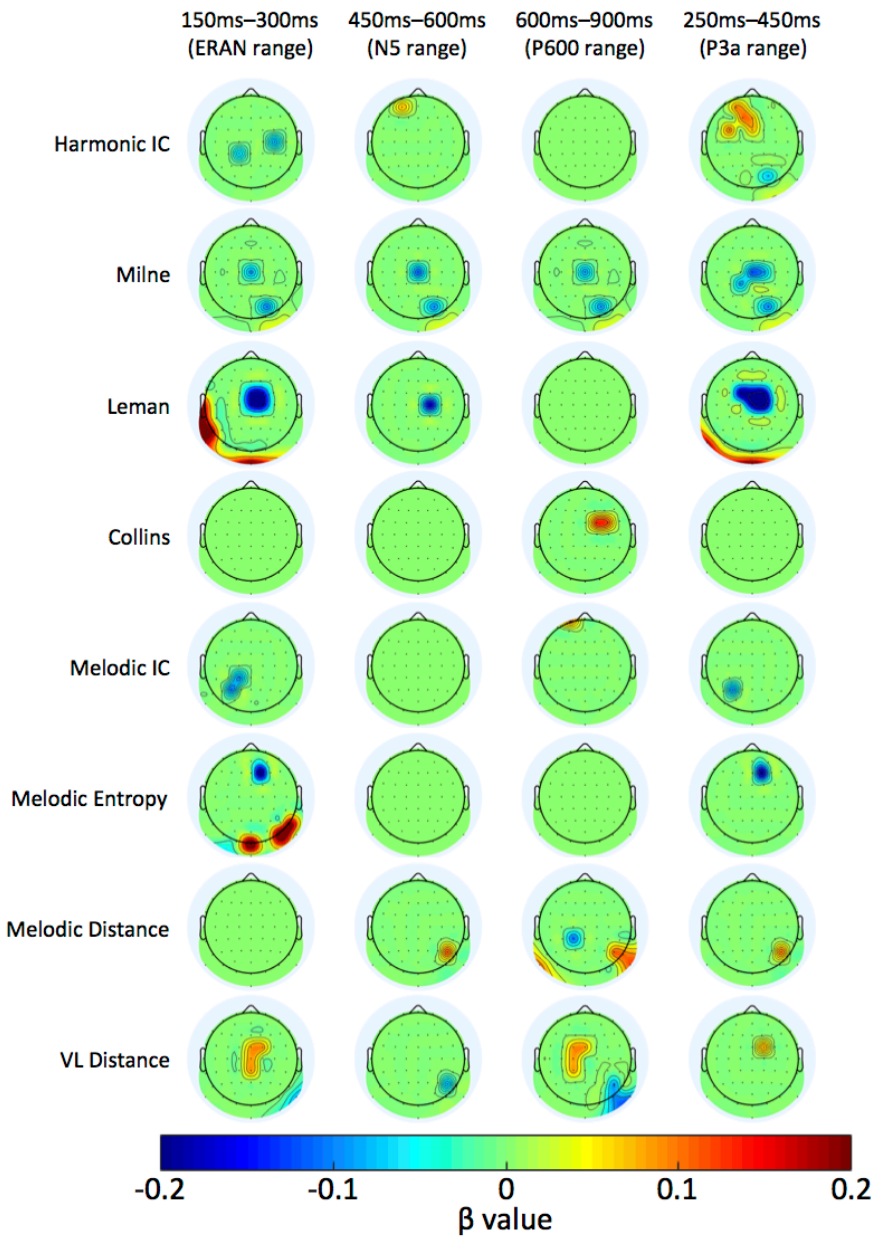 150ms–300ms 450ms–600ms 600ms–900ms 250ms–450ms
(ERAN range) (N5 range) (P600 range) (P3a range)
Harmonic IC
Milne
Leman
Collins
Melodic IC
Melodic Entropy
Melodic Distance
VL Distance
-0.2 -0.1 0 0.1 0.2
β value